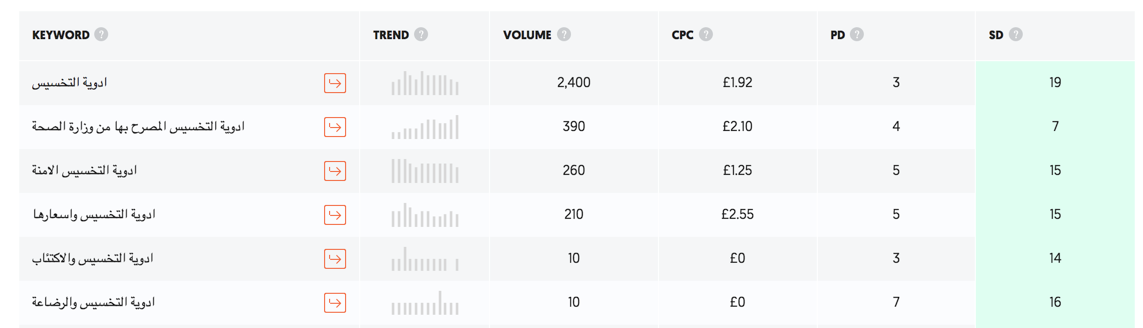 KEYWORD ? TREND ? VOLUME ? CPC ? PD ? SD ?
ادوية التخسيس 2,400 £1.92 3 19
ادوية التخسيس المصرح بها من وزارة الصحة 390 £2.10 4 7
ادوية التخسيس الامنة 260 £1.25 5 15
ادوية التخسيس واسعارها 210 £2.55 5 15
ادوية التخسيس والاكتئاب 10 £0 3 14
ادوية التخسيس والرضاعة 10 £0 7 16